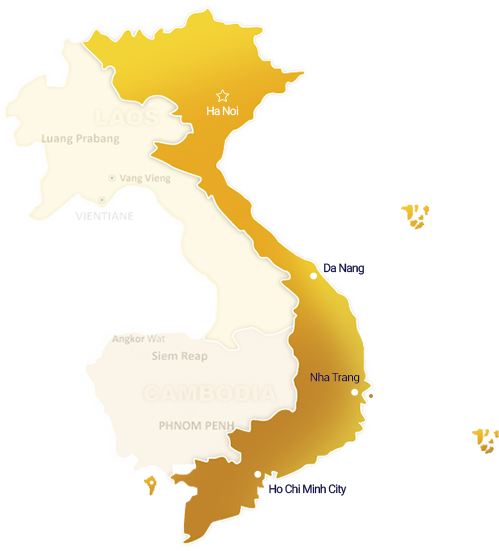 Ha Noi
LAOS
Luang Prabang
Vang Vieng
VIENTIANE
Da Nang
Angkor Wat
Siem Reap
Nha Trang
CAMBODIA
PHNOM PENH
Ho Chi Minh City